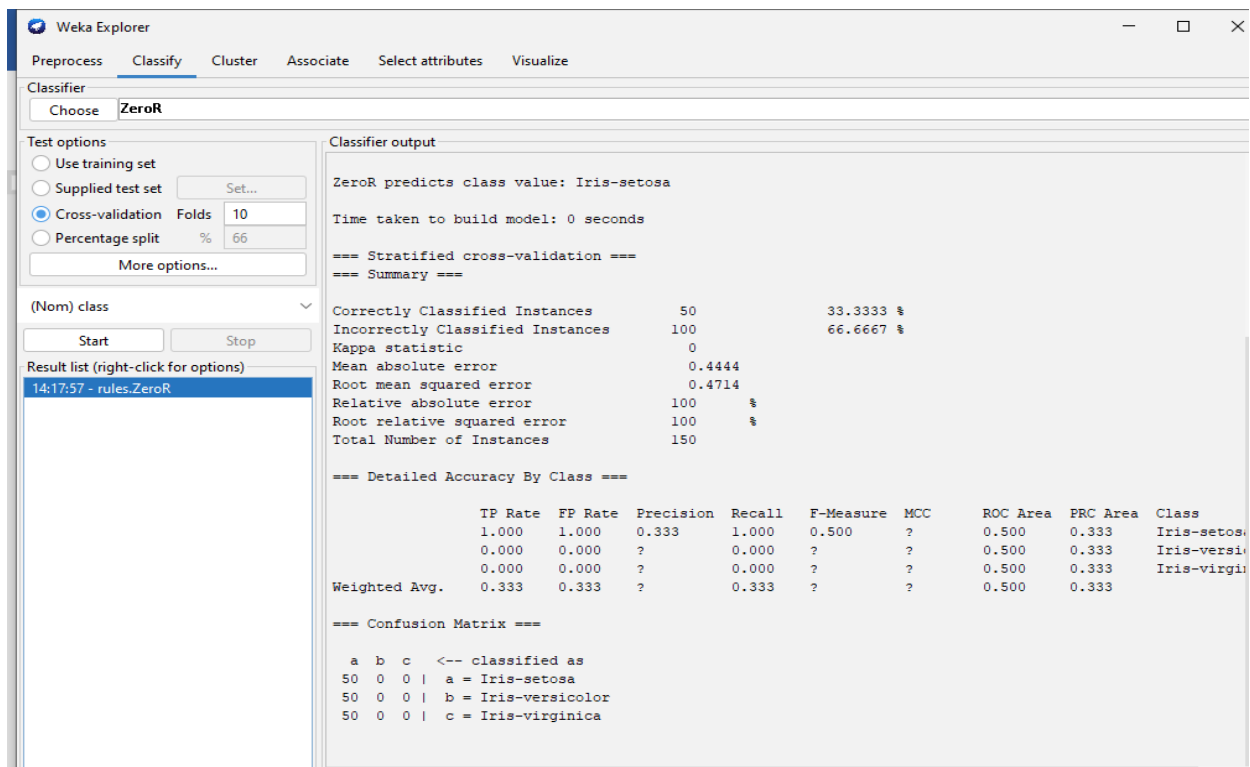 Weka Explorer
Preprocess Classify Cluster Associate Select attributes Visualize
Classifier
Choose ZeroR
Test options
Use training set
Supplied test set Set...
Cross-validation Folds 10
Percentage split % 66
More options...
(Nom) class
Start Stop
Result list (right-click for options)
14:17:57 - rules.ZeroR
Classifier output
ZeroR predicts class value: Iris-setosa
Time taken to build model: 0 seconds
=== Stratified cross-validation ===
=== Summary ===
Correctly Classified Instances 50 33.3333 %
Incorrectly Classified Instances 100 66.6667 %
Kappa statistic 0
Mean absolute error 0.4444
Root mean squared error 0.4714
Relative absolute error 100 %
Root relative squared error 100 %
Total Number of Instances 150
=== Detailed Accuracy By Class ===
TP Rate FP Rate Precision Recall F-Measure MCC ROC Area PRC Area Class
1.000 1.000 0.333 1.000 0.500 ? 0.500 0.333 Iris-setosa
0.000 0.000 ? 0.000 ? ? 0.500 0.333 Iris-versi
0.000 0.000 ? 0.000 ? ? 0.500 0.333 Iris-virgi
Weighted Avg. 0.333 0.333 ? 0.333 ? ? 0.500 0.333
=== Confusion Matrix ===
a b c <-- classified as
50 0 0 | a = Iris-setosa
50 0 0 | b = Iris-versicolor
50 0 0 | c = Iris-virginica